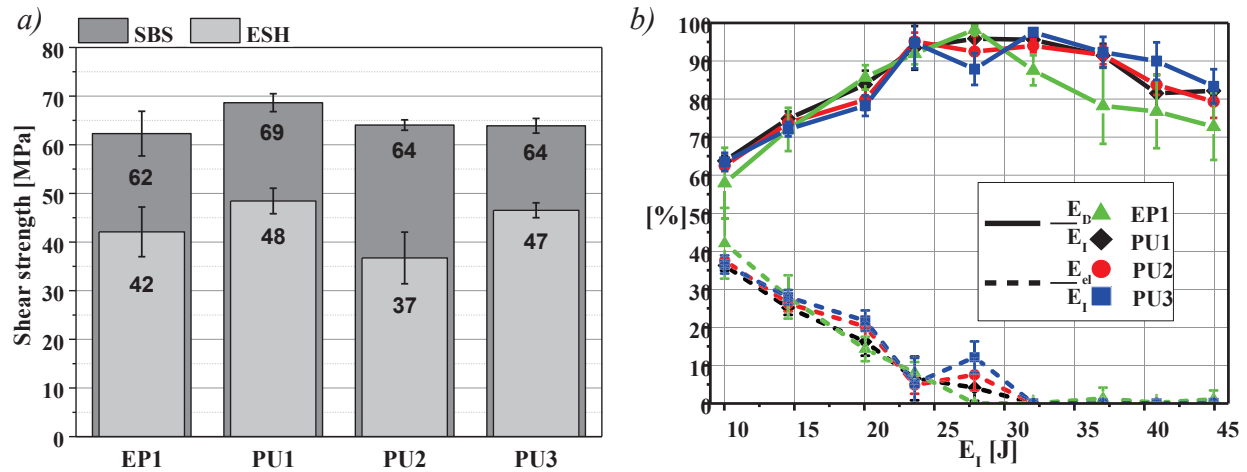 a)
SBS ESH
Shear strength [MPa]
80
70
60
50
40
30
20
10
0
62
42
69
48
64
37
64
47
EP1 PU1 PU2 PU3
b)
100
90
80
70
60
[%] 50
40
30
20
10
0
E_D
E_I
E_el
E_I
EP1
PU1
PU2
PU3
10 15 20 25 30 35 40 45
E_I [J]